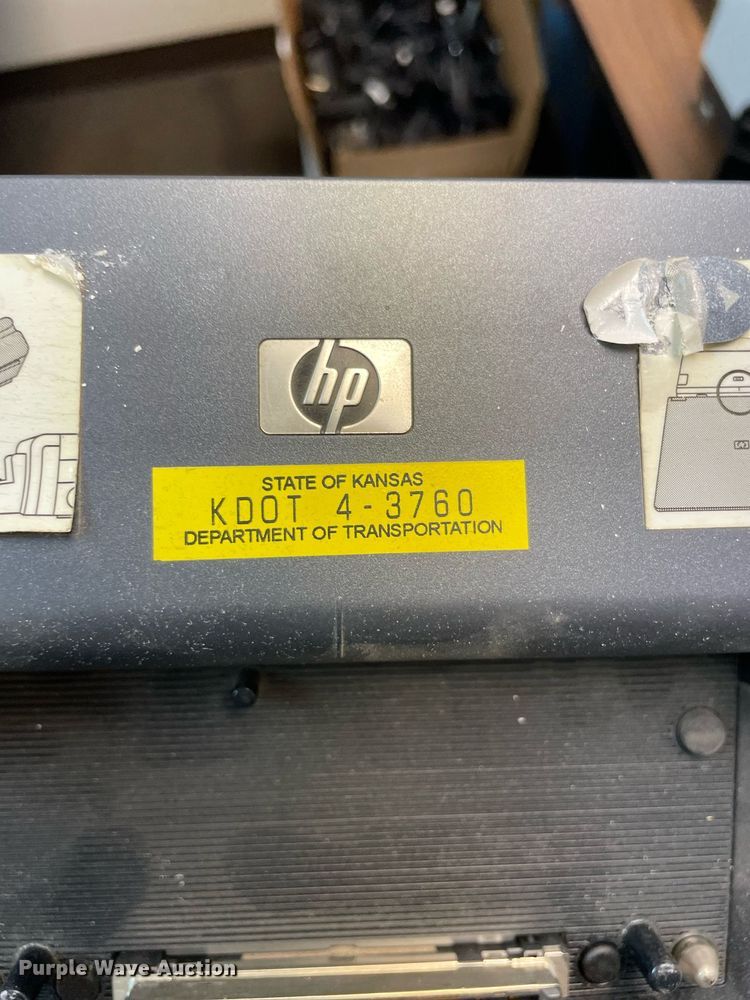 hp
STATE OF KANSAS
KDOT 4-3760
DEPARTMENT OF TRANSPORTATION
Purple Wave Auction